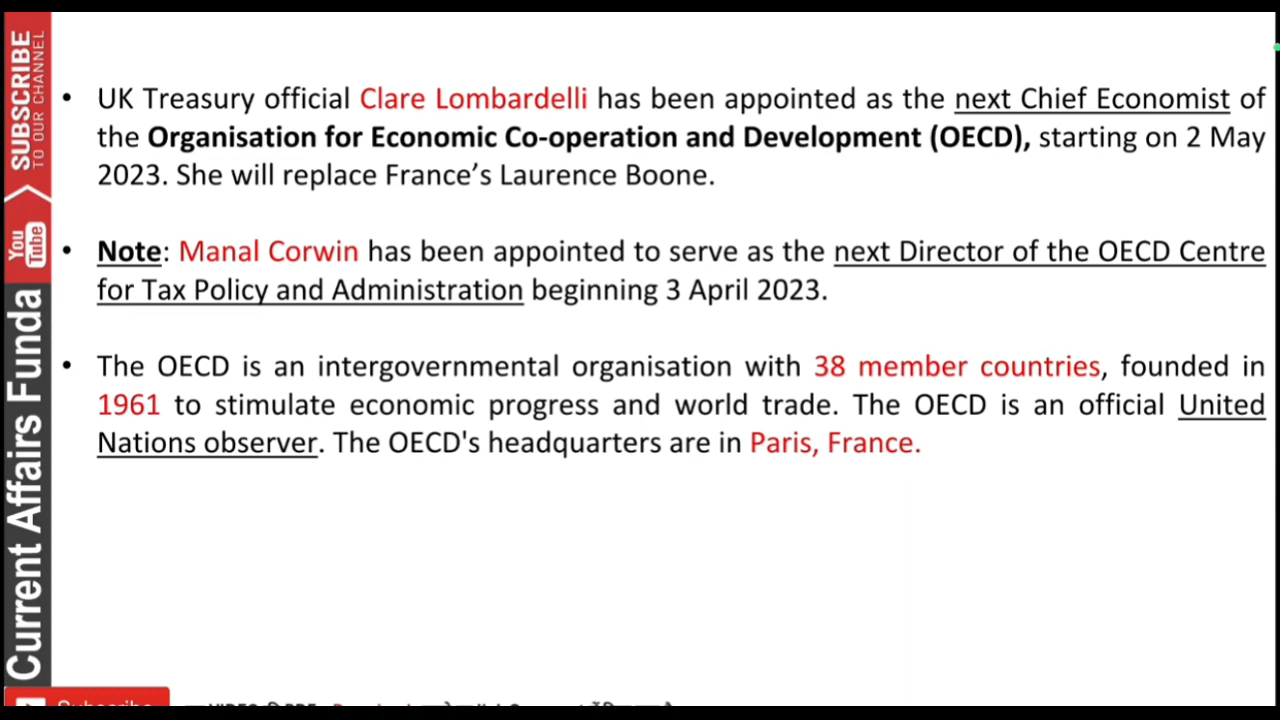 SUBSCRIBE
TO OUR CHANNEL
You
Tube
Current Affairs Funda
• UK Treasury official Clare Lombardelli has been appointed as the next Chief Economist of
the Organisation for Economic Co-operation and Development (OECD), starting on 2 May
2023. She will replace France’s Laurence Boone.
• Note: Manal Corwin has been appointed to serve as the next Director of the OECD Centre
for Tax Policy and Administration beginning 3 April 2023.
• The OECD is an intergovernmental organisation with 38 member countries, founded in
1961 to stimulate economic progress and world trade. The OECD is an official United
Nations observer. The OECD's headquarters are in Paris, France.
Subscribe
VIDEO PDF